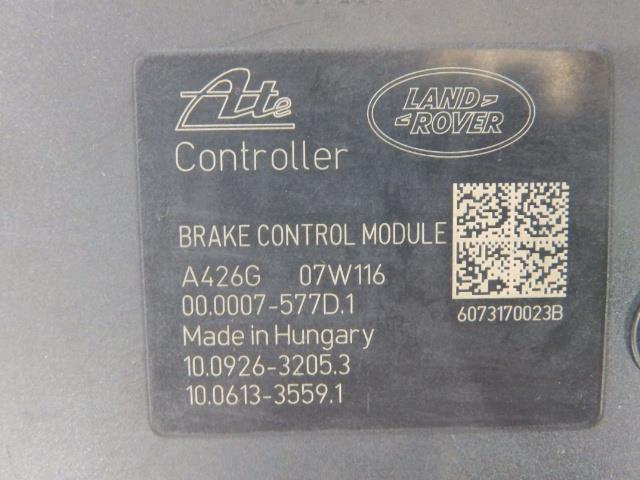 Ate
LAND
ROVER
Controller
BRAKE CONTROL MODULE
A426G 07W116
00.0007-577D.1
6073170023B
Made in Hungary
10.0926-3205.3
10.0613-3559.1